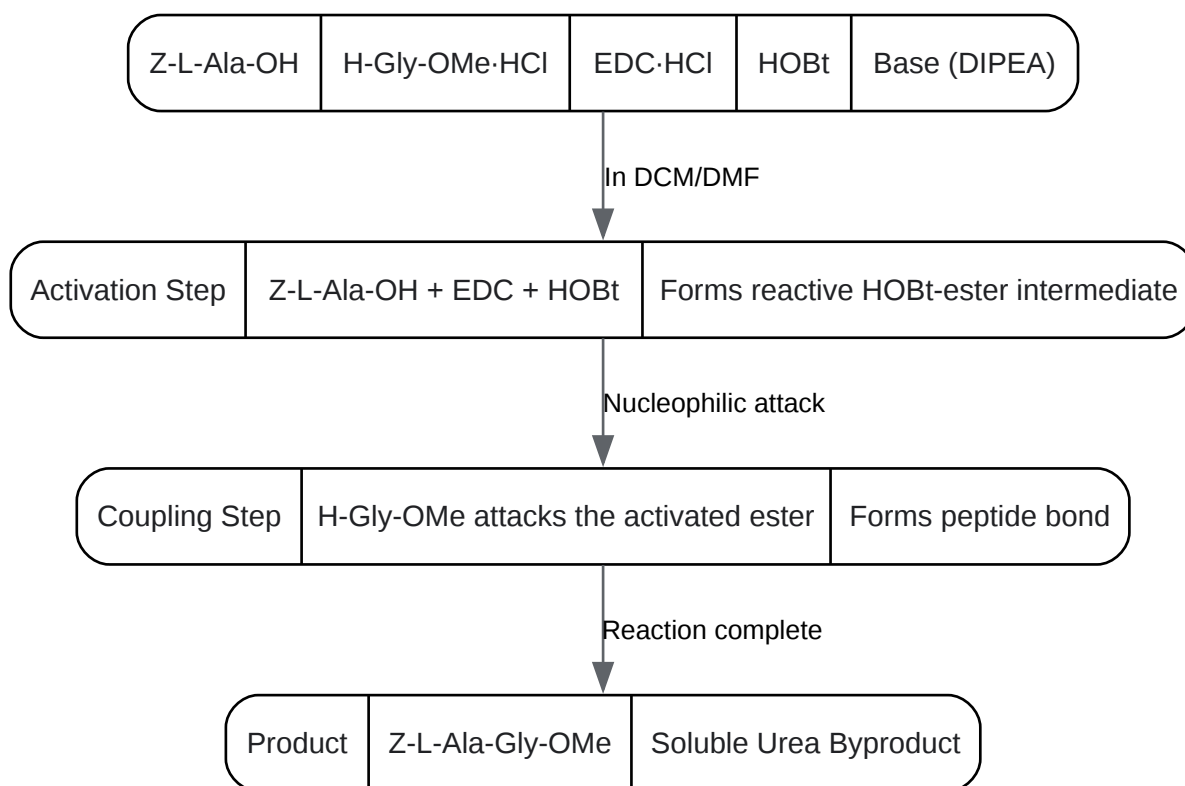 Z-L-Ala-OH H-Gly-OMe·HCl EDC·HCl HOBt Base (DIPEA)
In DCM/DMF
Activation Step Z-L-Ala-OH + EDC + HOBt Forms reactive HOBt-ester intermediate
Nucleophilic attack
Coupling Step H-Gly-OMe attacks the activated ester Forms peptide bond
Reaction complete
Product Z-L-Ala-Gly-OMe Soluble Urea Byproduct